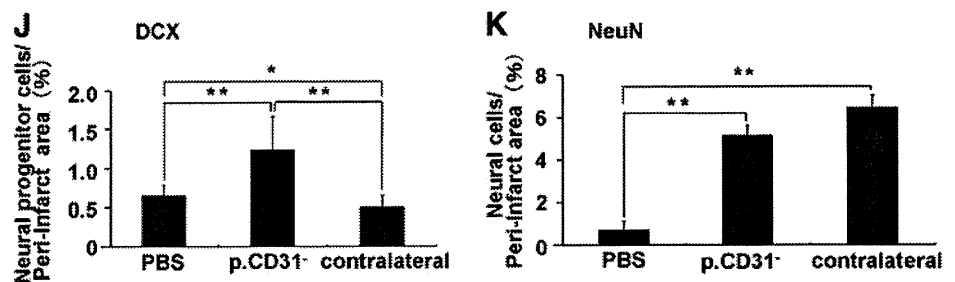 J
DCX
Neural progenitor cells/
Peri-Infarct area (%)
2.0
1.5
1.0
0.5
0
*
**
**
PBS
p.CD31-
contralateral
K
NeuN
Neural cells/
Peri-Infarct area (%)
8
6
4
2
0
**
**
PBS
p.CD31-
contralateral